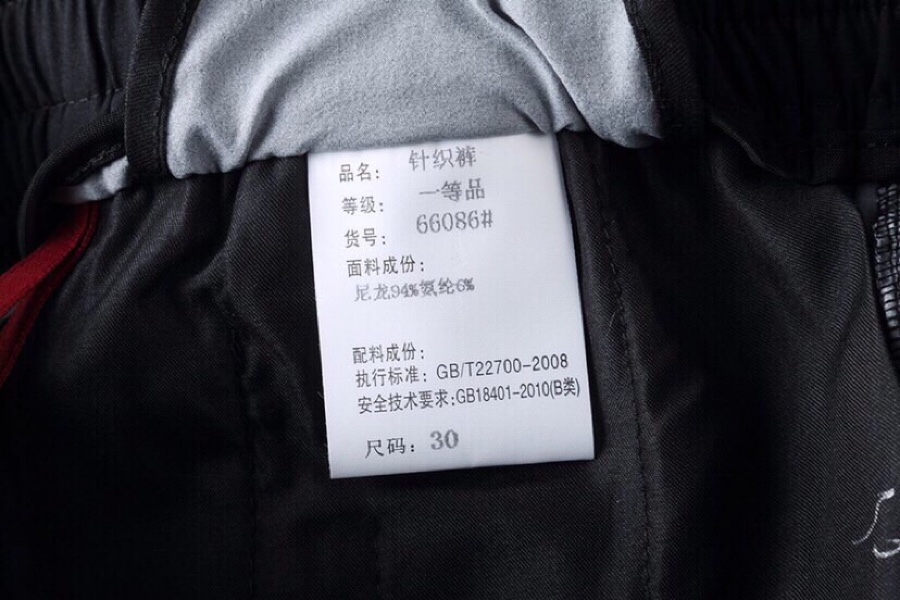 品名: 针织裤
等级: 一等品
货号: 66086#
面料成份:
尼龙94%氨纶6%
配料成份:
执行标准: GB/T22700-2008
安全技术要求:GB18401-2010(B类)
尺码: 30